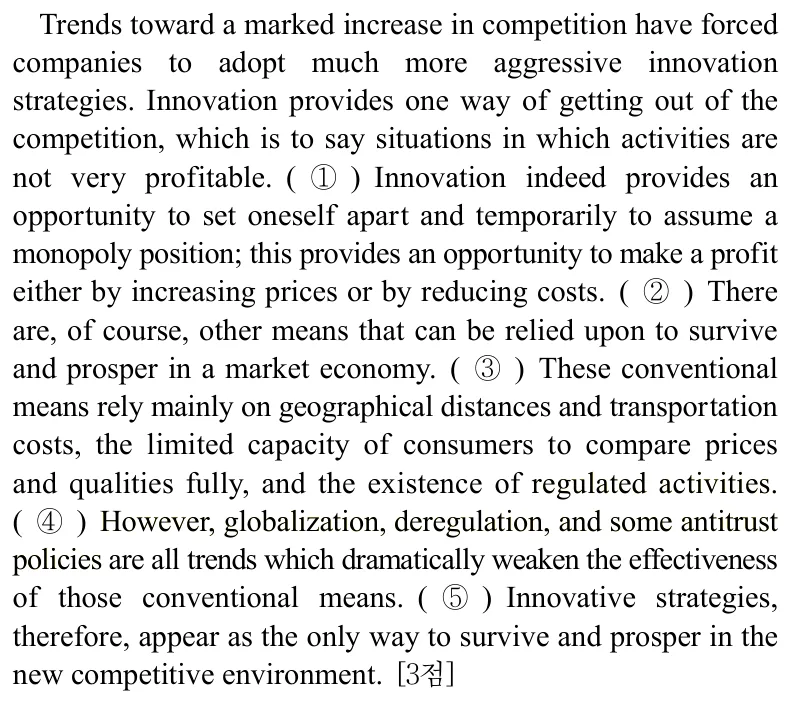 Trends toward a marked increase in competition have forced
companies to adopt much more aggressive innovation
strategies. Innovation provides one way of getting out of the
competition, which is to say situations in which activities are
not very profitable. ( ① ) Innovation indeed provides an
opportunity to set oneself apart and temporarily to assume a
monopoly position; this provides an opportunity to make a profit
either by increasing prices or by reducing costs. ( ② ) There
are, of course, other means that can be relied upon to survive
and prosper in a market economy. ( ③ ) These conventional
means rely mainly on geographical distances and transportation
costs, the limited capacity of consumers to compare prices
and qualities fully, and the existence of regulated activities.
( ④ ) However, globalization, deregulation, and some antitrust
policies are all trends which dramatically weaken the effectiveness
of those conventional means. ( ⑤ ) Innovative strategies,
therefore, appear as the only way to survive and prosper in the
new competitive environment. [3점]